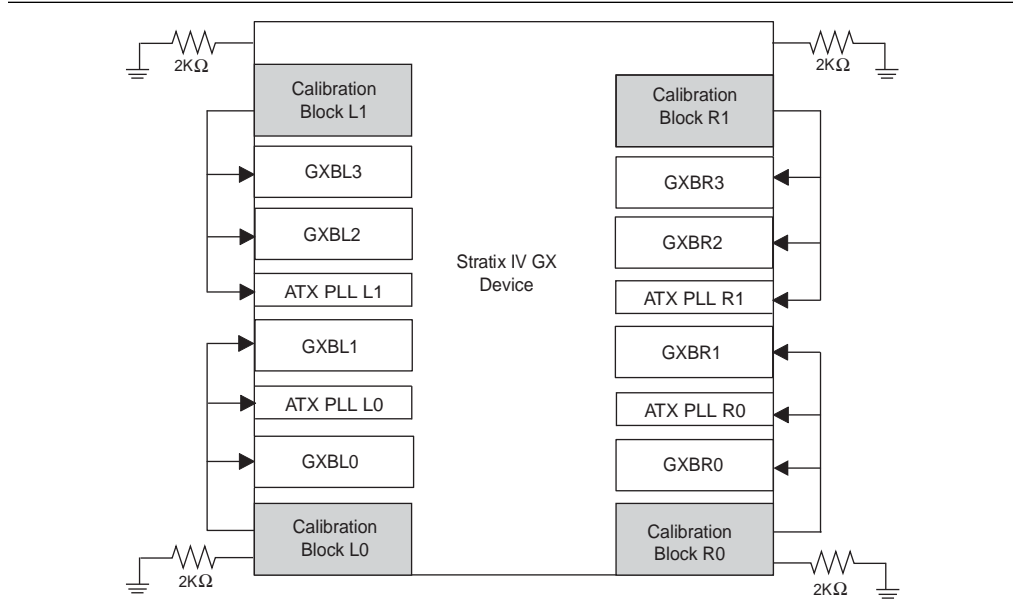 2KΩ
2KΩ
Calibration
Block L1
Calibration
Block R1
GXBL3
GXBR3
GXBL2
GXBR2
Stratix IV GX
Device
ATX PLL L1
ATX PLL R1
GXBL1
GXBR1
ATX PLL L0
ATX PLL R0
GXBL0
GXBR0
Calibration
Block L0
Calibration
Block R0
2KΩ
2KΩ